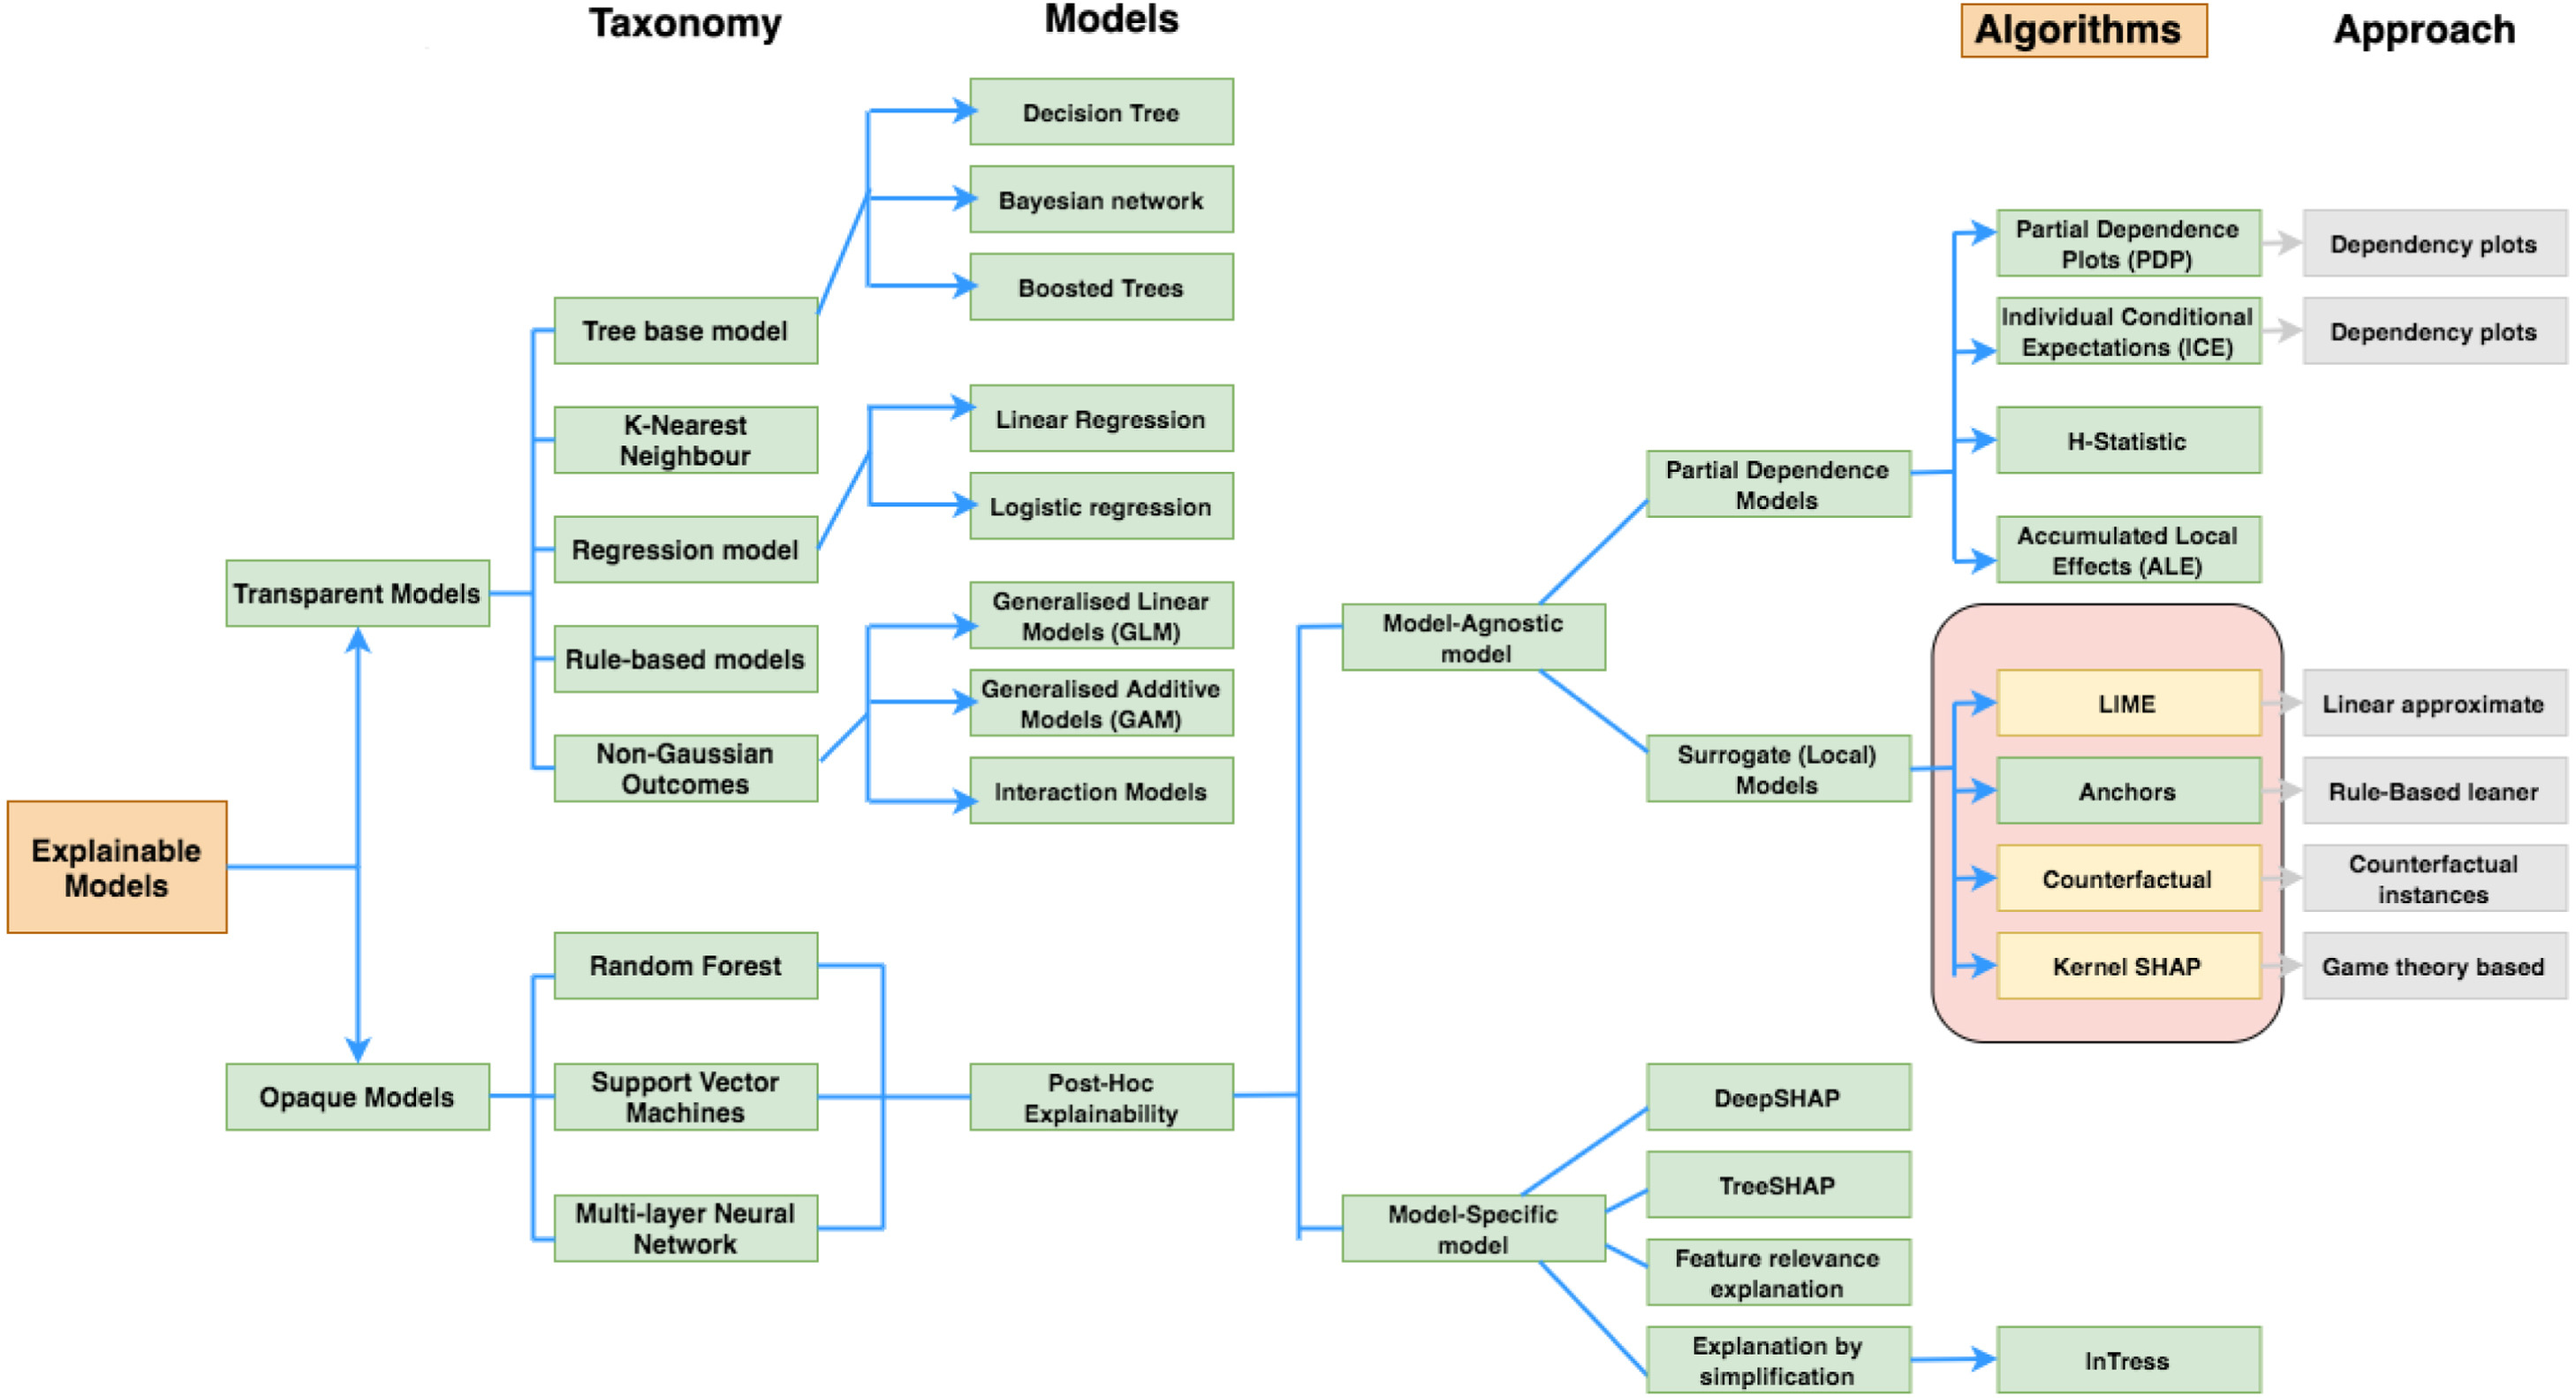 Taxonomy
Models
Algorithms
Approach
Explainable
Models
Transparent Models
Opaque Models
Tree base model
K-Nearest
Neighbour
Regression model
Rule-based models
Non-Gaussian
Outcomes
Random Forest
Support Vector
Machines
Multi-layer Neural
Network
Decision Tree
Bayesian network
Boosted Trees
Linear Regression
Logistic regression
Generalised Linear
Models (GLM)
Generalised Additive
Models (GAM)
Interaction Models
Post-Hoc
Explainability
Model-Agnostic
model
Model-Specific
model
Partial Dependence
Models
Surrogate (Local)
Models
DeepSHAP
TreeSHAP
Feature relevance
explanation
Explanation by
simplification
Partial Dependence
Plots (PDP)
Individual Conditional
Expectations (ICE)
H-Statistic
Accumulated Local
Effects (ALE)
LIME
Anchors
Counterfactual
Kernel SHAP
InTress
Dependency plots
Dependency plots
Linear approximate
Rule-Based leaner
Counterfactual
instances
Game theory based